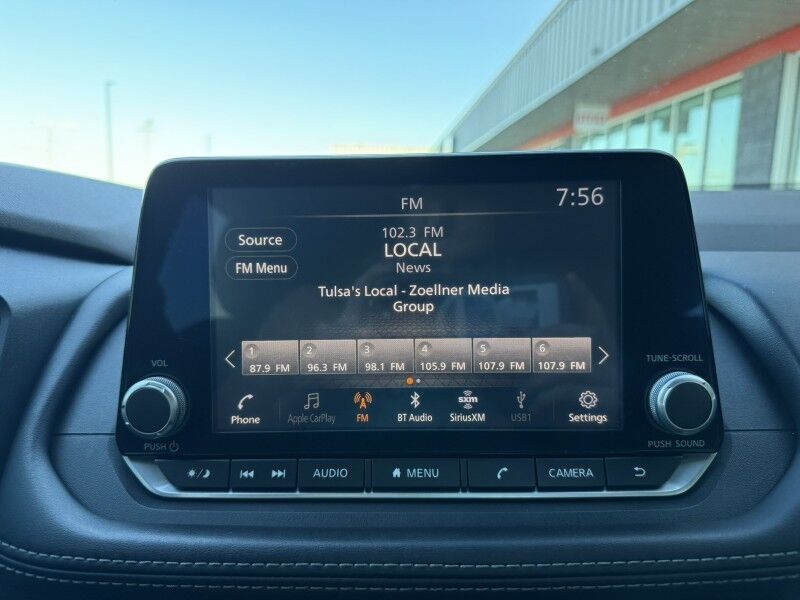 FM
7:56
Source
102.3 FM
LOCAL
FM Menu
News
Tulsa's Local - Zoellner Media
Group
1 2 3 4 5 6
87.9 FM 96.3 FM 98.1 FM 105.9 FM 107.9 FM 107.9 FM
VOL
TUNE·SCROLL
sxm
Phone Apple CarPlay FM BT Audio SiriusXM USB1 Settings
PUSH
PUSH SOUND
AUDIO MENU CAMERA